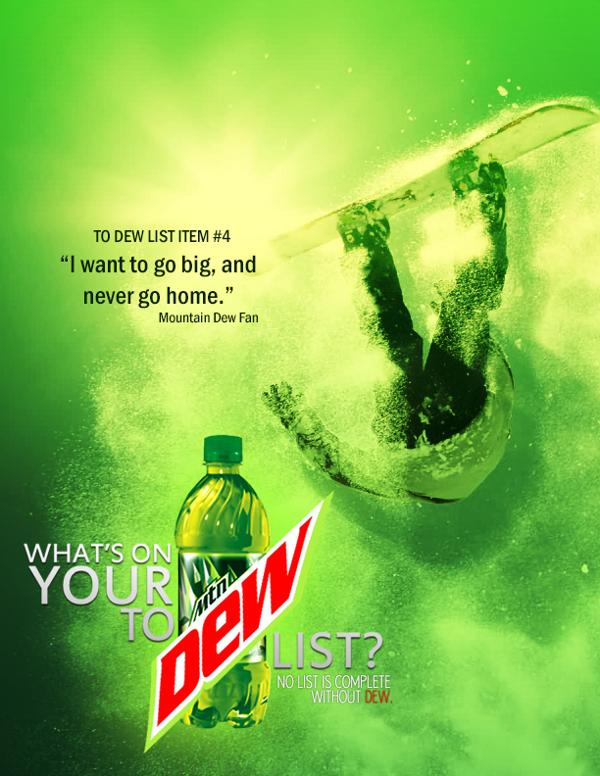 TO DEW LIST ITEM #4
“I want to go big, and
never go home.”
Mountain Dew Fan
WHAT'S ON
YOUR
TO
Mtn
Dew
LIST?
NO LIST IS COMPLETE
WITHOUT DEW.